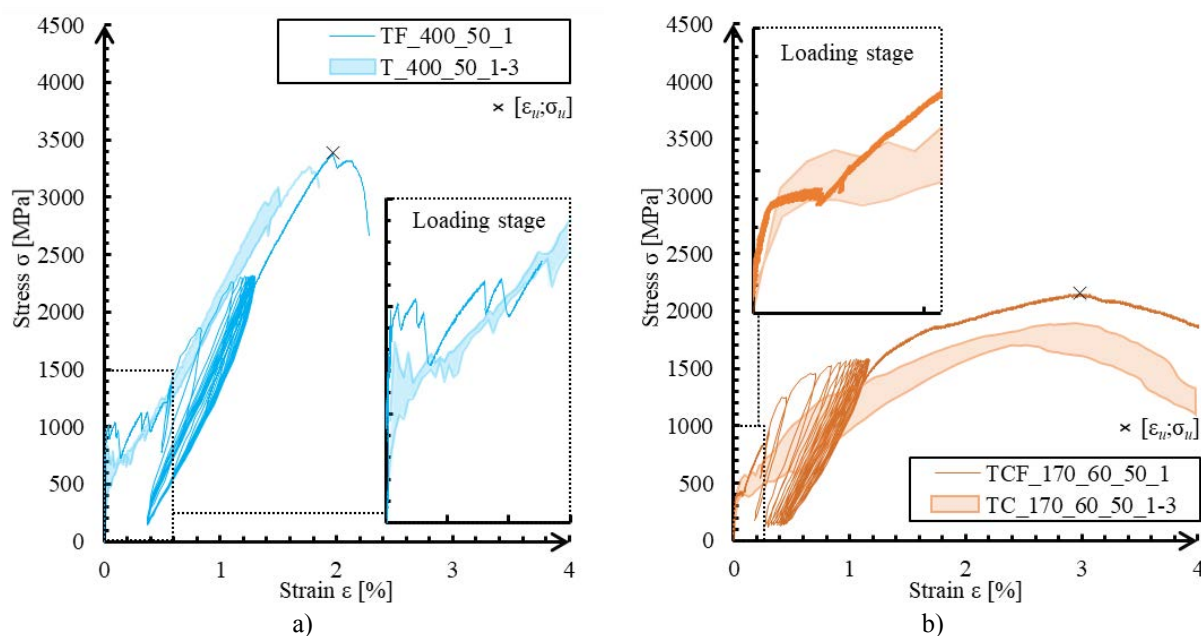 4500
4000
3500
3000
2500
2000
1500
1000
500
0
Stress σ [MPa]
TF_400_50_1
T_400_50_1-3
× [εu;σu]
Loading stage
0
1
2
3
4
Strain ε [%]
a)
4500
4000
3500
3000
2500
2000
1500
1000
500
0
Stress σ [MPa]
Loading stage
× [εu;σu]
TCF_170_60_50_1
TC_170_60_50_1-3
0
1
2
3
4
Strain ε [%]
b)